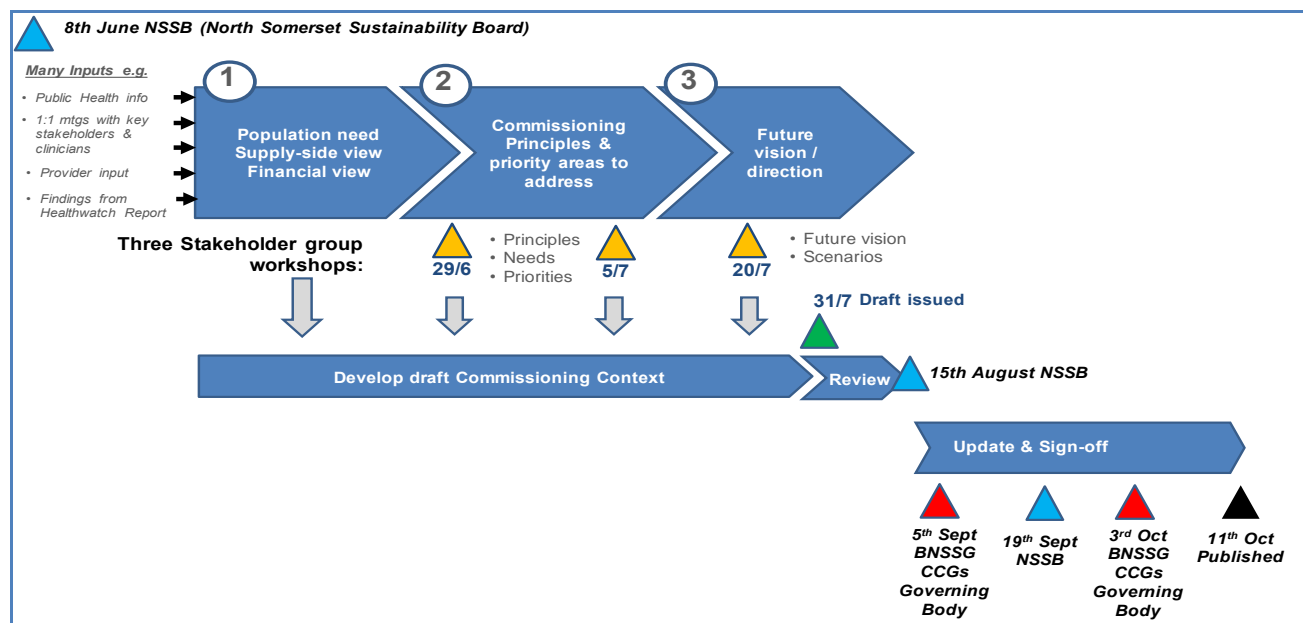 8th June NSSB (North Somerset Sustainability Board)
Many Inputs e.g.
• Public Health info
• 1:1 mtgs with key
stakeholders &
clinicians
• Provider input
• Findings from
Healthwatch Report
1
Population need
Supply-side view
Financial view
2
Commissioning
Principles &
priority areas to
address
3
Future
vision /
direction
Three Stakeholder group
workshops:
29/6
• Principles
• Needs
• Priorities
5/7
20/7
• Future vision
• Scenarios
31/7 Draft issued
Develop draft Commissioning Context
Review
15th August NSSB
Update & Sign-off
5th Sept
BNSSG
CCGs
Governing
Body
19th Sept
NSSB
3rd Oct
BNSSG
CCGs
Governing
Body
11th Oct
Published